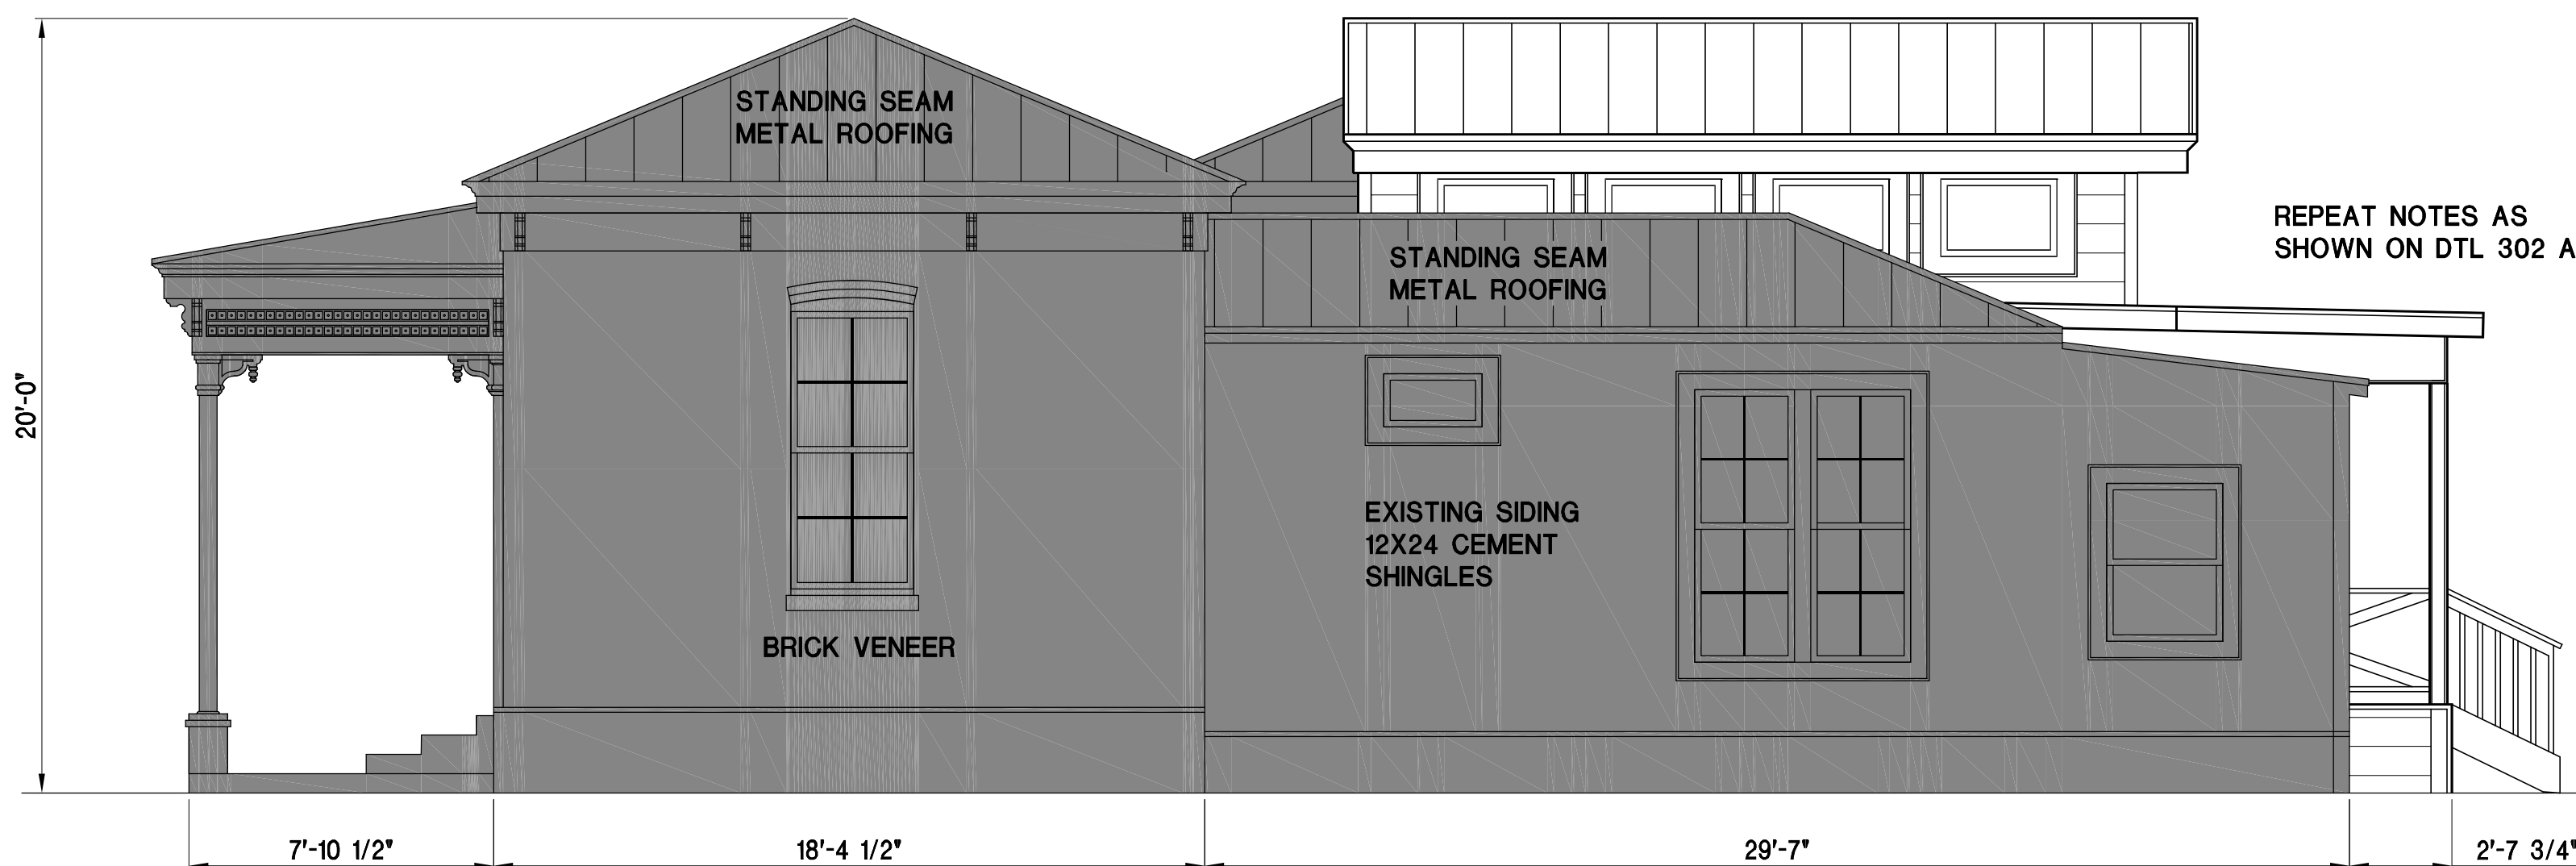 STANDING SEAM
METAL ROOFING
REPEAT NOTES AS
SHOWN ON DTL 302 A
STANDING SEAM
METAL ROOFING
20'-0"
EXISTING SIDING
12X24 CEMENT
SHINGLES
BRICK VENEER
7'-10 1/2"
18'-4 1/2"
29'-7"
2'-7 3/4"